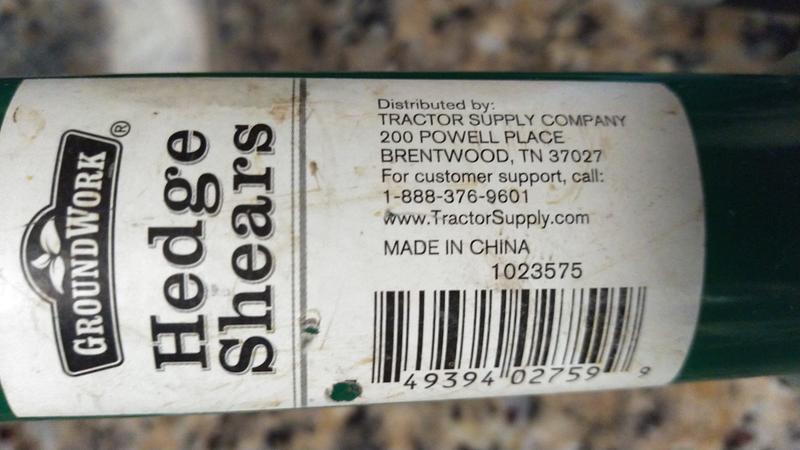 GROUNDWORK®
Hedge
Shears
Distributed by:
TRACTOR SUPPLY COMPANY
200 POWELL PLACE
BRENTWOOD, TN 37027
For customer support, call:
1-888-376-9601
www.TractorSupply.com
MADE IN CHINA
1023575
49394 02759 9